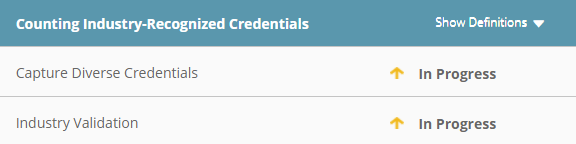 Counting Industry-Recognized Credentials Show Definitions
Capture Diverse Credentials In Progress
Industry Validation In Progress